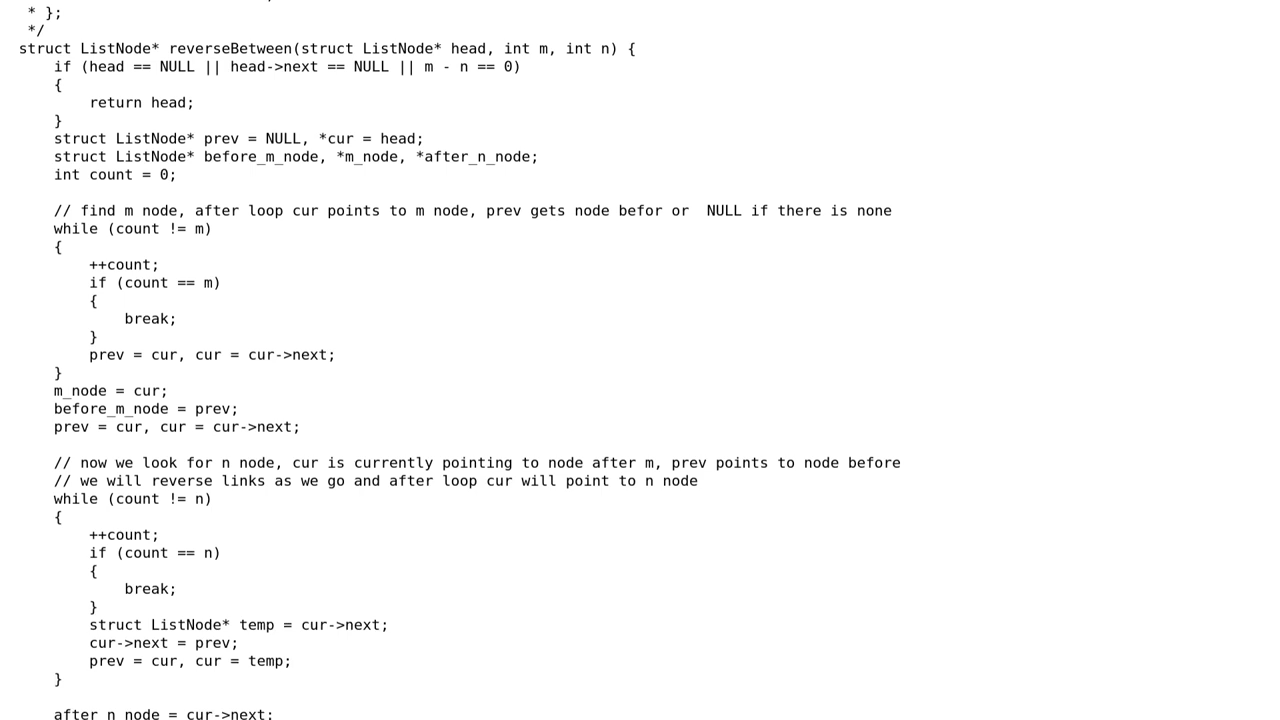 * };
 */
struct ListNode* reverseBetween(struct ListNode* head, int m, int n) {
    if (head == NULL || head->next == NULL || m - n == 0)
    {
        return head;
    }
    struct ListNode* prev = NULL, *cur = head;
    struct ListNode* before_m_node, *m_node, *after_n_node;
    int count = 0;

    // find m node, after loop cur points to m node, prev gets node befor or  NULL if there is none
    while (count != m)
    {
        ++count;
        if (count == m)
        {
            break;
        }
        prev = cur, cur = cur->next;
    }
    m_node = cur;
    before_m_node = prev;
    prev = cur, cur = cur->next;

    // now we look for n node, cur is currently pointing to node after m, prev points to node before
    // we will reverse links as we go and after loop cur will point to n node
    while (count != n)
    {
        ++count;
        if (count == n)
        {
            break;
        }
        struct ListNode* temp = cur->next;
        cur->next = prev;
        prev = cur, cur = temp;
    }

    after_n_node = cur->next;